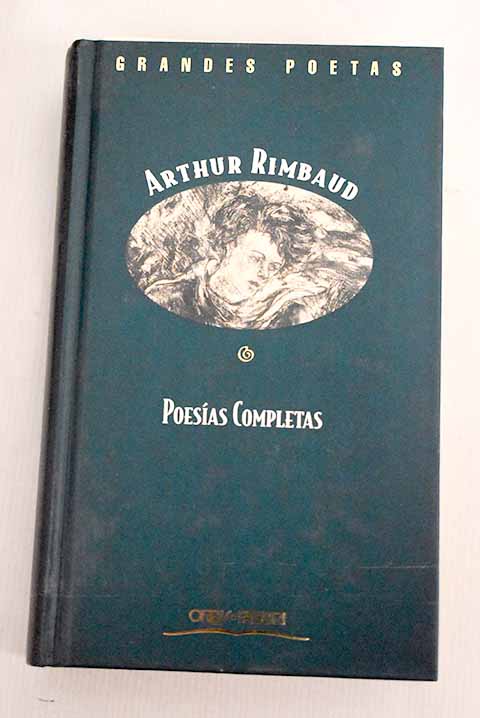 GRANDES POETAS
ARTHUR RIMBAUD
POESÍAS COMPLETAS